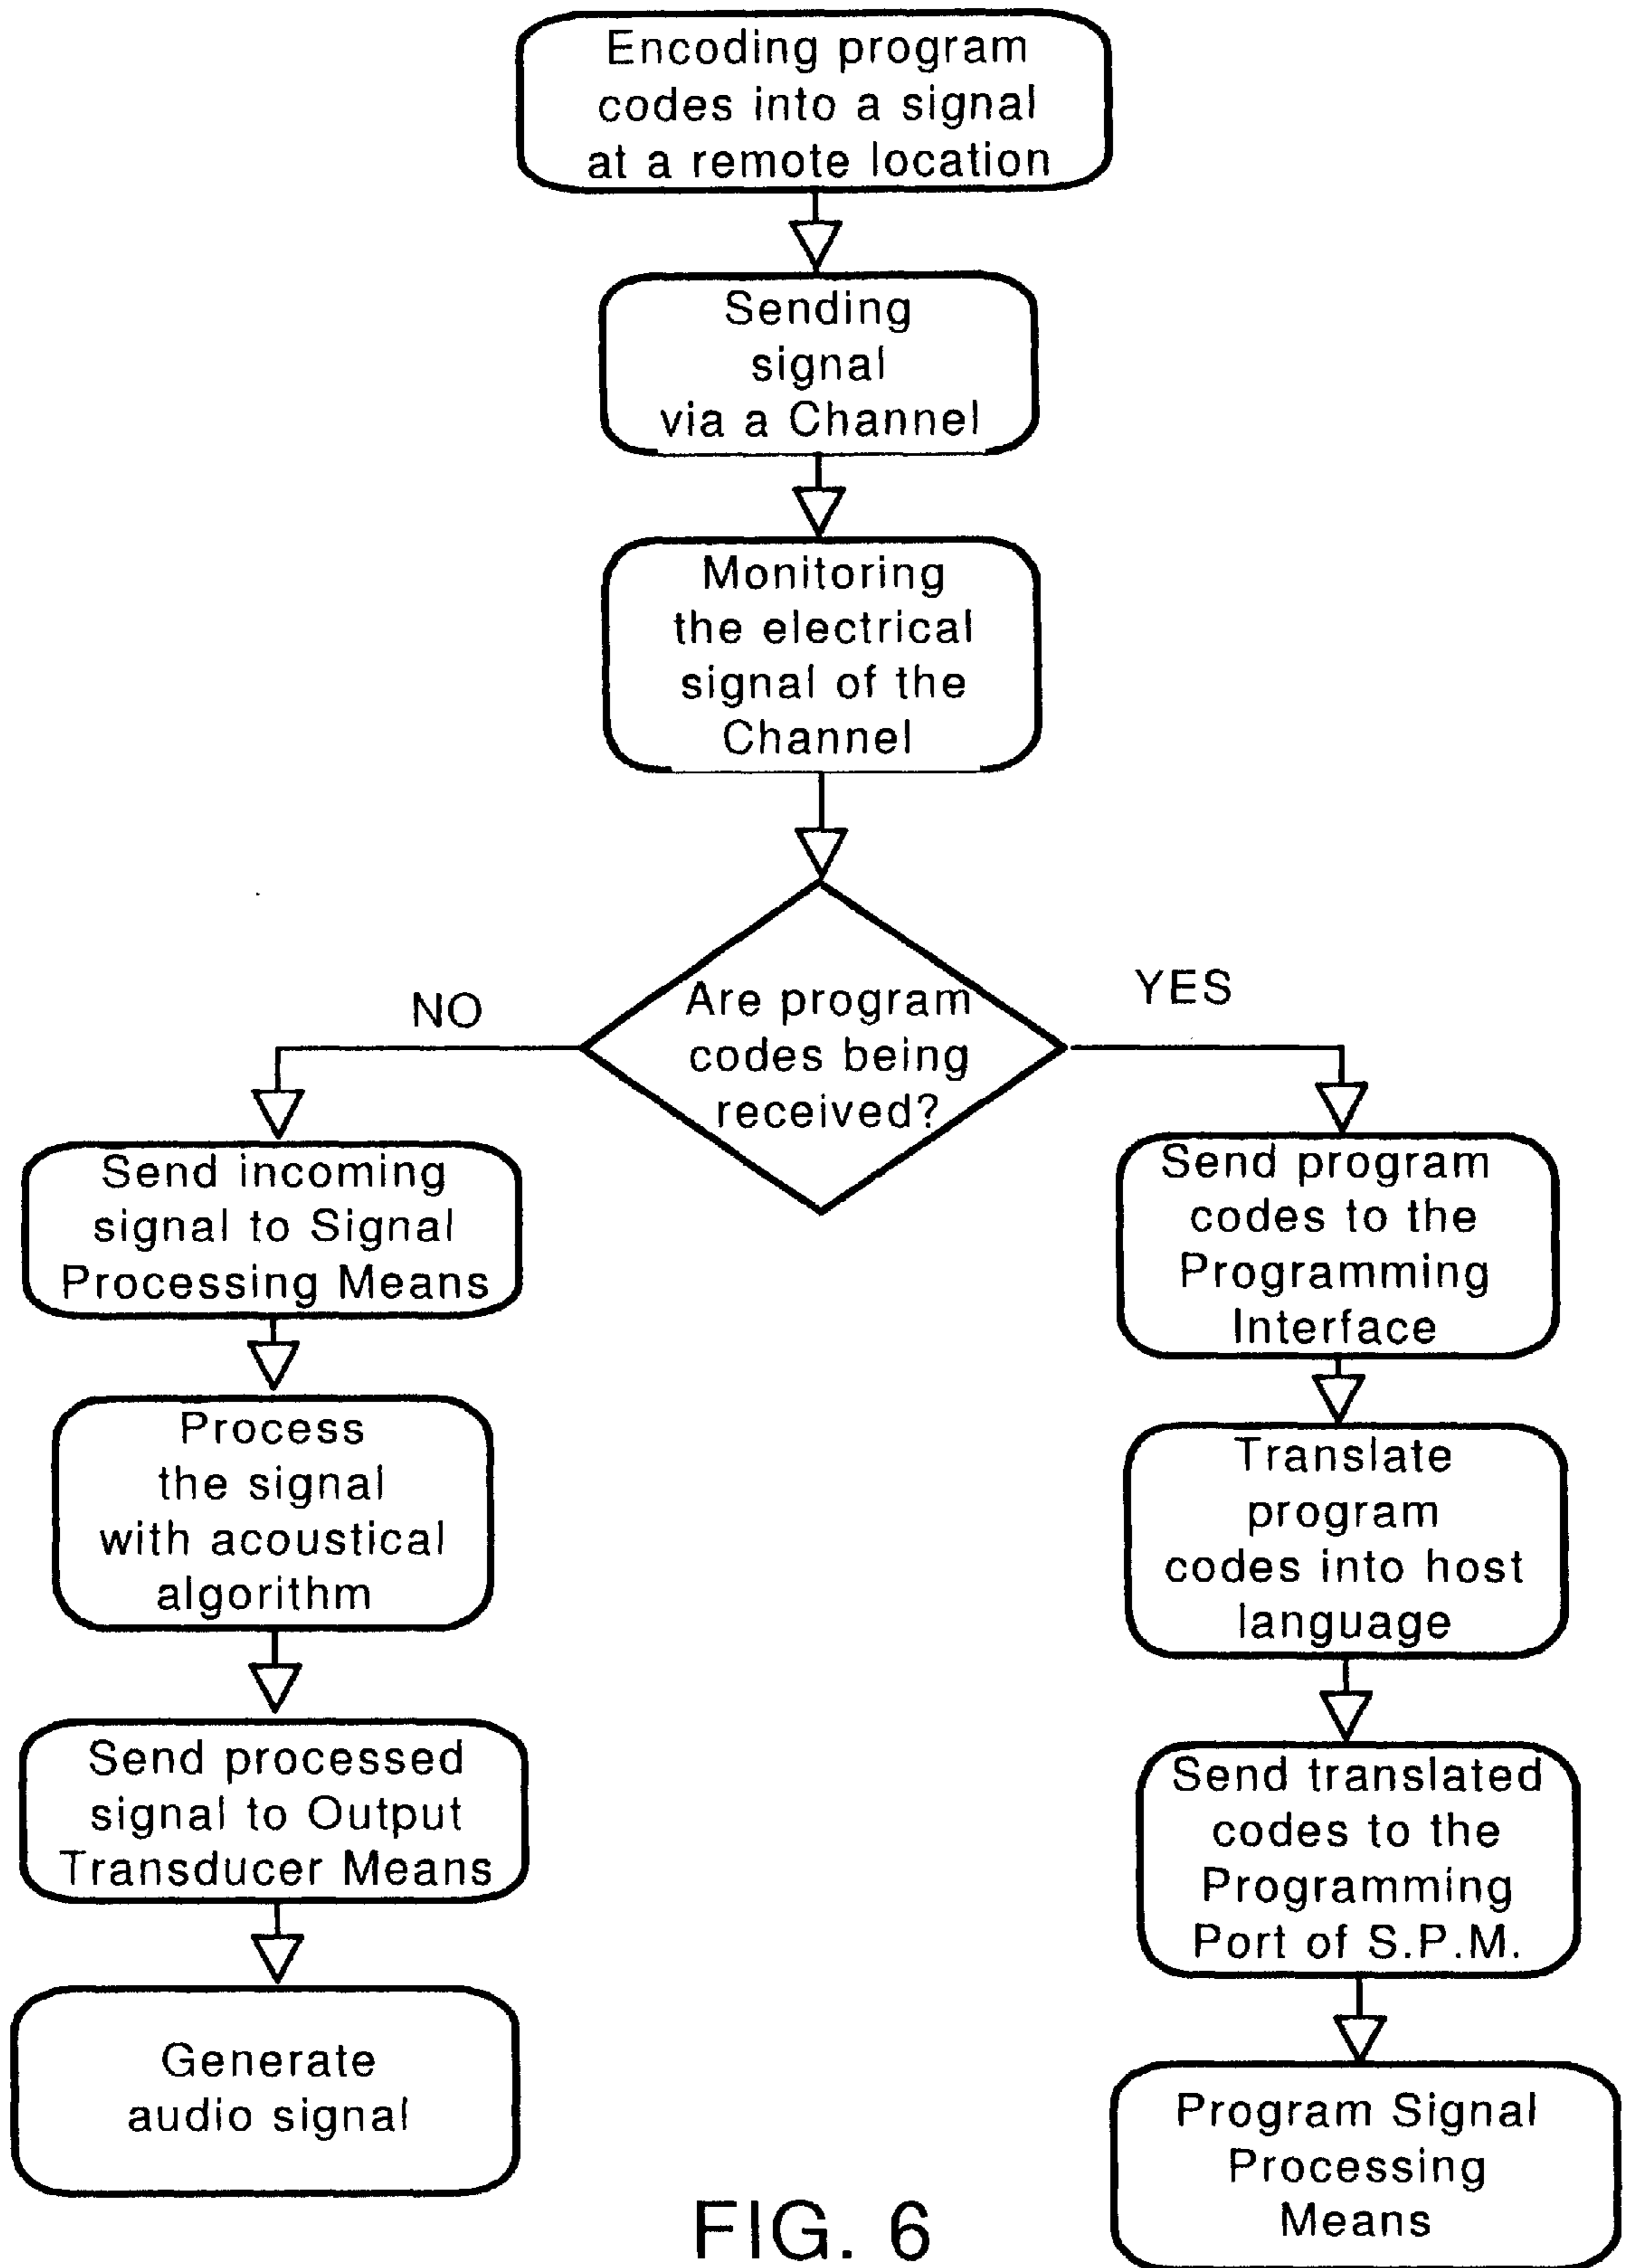 Encoding program
codes into a signal
at a remote location
Sending
signal
via a Channel
Monitoring
the electrical
signal of the
Channel
Are program
codes being
received?
NO
YES
Send incoming
signal to Signal
Processing Means
Process
the signal
with acoustical
algorithm
Send processed
signal to Output
Transducer Means
Generate
audio signal
Send program
codes to the
Programming
Interface
Translate
program
codes into host
language
Send translated
codes to the
Programming
Port of S.P.M.
Program Signal
Processing
Means
FIG. 6